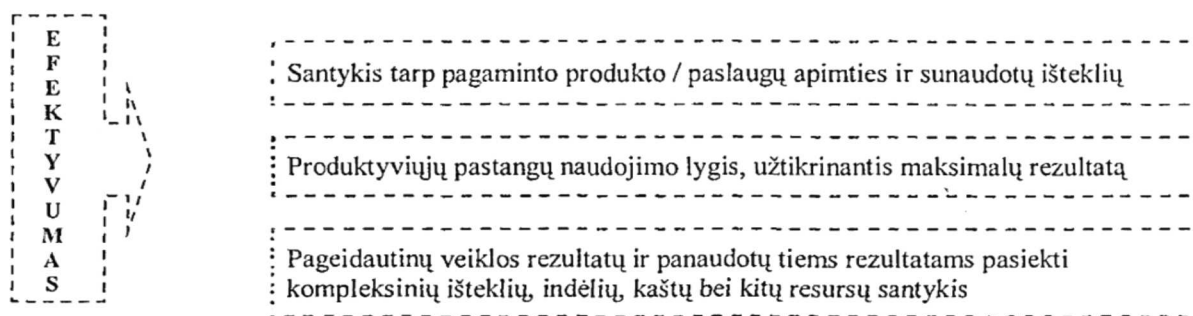 EFEKTYVUMAS
Santykis tarp pagaminto produkto / paslaugų apimties ir sunaudotų išteklių
Produktyviųjų pastangų naudojimo lygis, užtikrinantis maksimalų rezultatą
Pageidautinų veiklos rezultatų ir panaudotų tiems rezultatams pasiekti
kompleksinių išteklių, indėlių, kaštų bei kitų resursų santykis